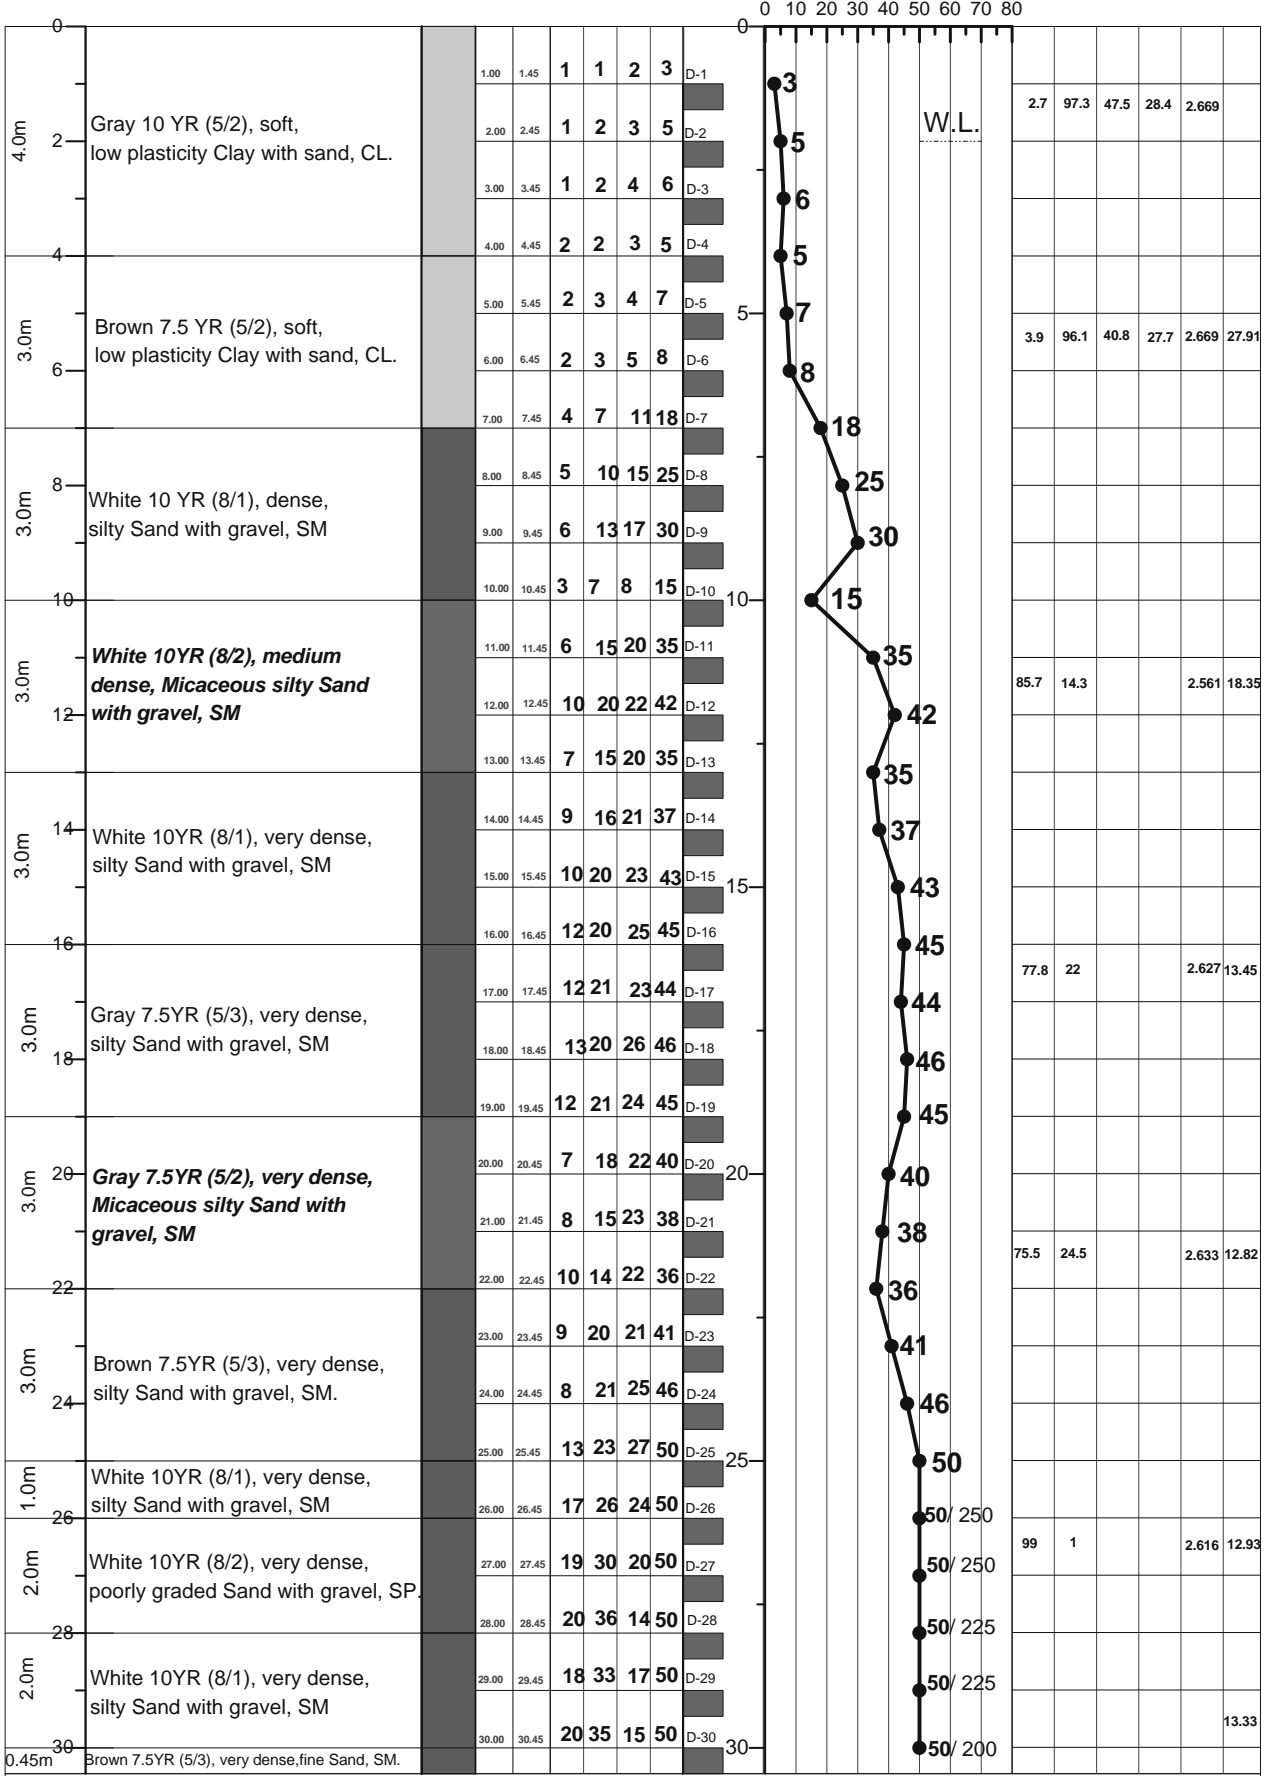 0 10 20 30 40 50 60 70 80
0 0
1.00 1.45 1 1 2 3 D-1 3
2.7 97.3 47.5 28.4 2.669
4.0m
Gray 10 YR (5/2), soft,
low plasticity Clay with sand, CL.
W.L.
2 2.00 2.45 1 2 3 5 D-2 5
3.00 3.45 1 2 4 6 D-3 6
4 4.00 4.45 2 2 3 5 D-4 5
5.00 5.45 2 3 4 7 D-5 5 7
3.0m
Brown 7.5 YR (5/2), soft,
low plasticity Clay with sand, CL.
3.9 96.1 40.8 27.7 2.669 27.91
6 6.00 6.45 2 3 5 8 D-6 8
7.00 7.45 4 7 11 18 D-7 18
8 8.00 8.45 5 10 15 25 D-8 25
3.0m
White 10 YR (8/1), dense,
silty Sand with gravel, SM
9.00 9.45 6 13 17 30 D-9 30
10 10.00 10.45 3 7 8 15 D-10 10 15
11.00 11.45 6 15 20 35 D-11 35
3.0m
White 10YR (8/2), medium
dense, Micaceous silty Sand
with gravel, SM
85.7 14.3 2.561 18.35
12 12.00 12.45 10 20 22 42 D-12 42
13.00 13.45 7 15 20 35 D-13 35
14 14.00 14.45 9 16 21 37 D-14 37
3.0m
White 10YR (8/1), very dense,
silty Sand with gravel, SM
15.00 15.45 10 20 23 43 D-15 15 43
16 16.00 16.45 12 20 25 45 D-16 45
77.8 22 2.627 13.45
17.00 17.45 12 21 23 44 D-17 44
3.0m
Gray 7.5YR (5/3), very dense,
silty Sand with gravel, SM
18 18.00 18.45 13 20 26 46 D-18 46
19.00 19.45 12 21 24 45 D-19 45
20 20.00 20.45 7 18 22 40 D-20 20 40
3.0m
Gray 7.5YR (5/2), very dense,
Micaceous silty Sand with
gravel, SM
21.00 21.45 8 15 23 38 D-21 38
75.5 24.5 2.633 12.82
22 22.00 22.45 10 14 22 36 D-22 36
23.00 23.45 9 20 21 41 D-23 41
3.0m
Brown 7.5YR (5/3), very dense,
silty Sand with gravel, SM.
24 24.00 24.45 8 21 25 46 D-24 46
25.00 25.45 13 23 27 50 D-25 25 50
1.0m
White 10YR (8/1), very dense,
silty Sand with gravel, SM
26 26.00 26.45 17 26 24 50 D-26 50/ 250
99 1 2.616 12.93
2.0m
White 10YR (8/2), very dense,
poorly graded Sand with gravel, SP.
27.00 27.45 19 30 20 50 D-27 50/ 250
28 28.00 28.45 20 36 14 50 D-28 50/ 225
2.0m
White 10YR (8/1), very dense,
silty Sand with gravel, SM
29.00 29.45 18 33 17 50 D-29 50/ 225
13.33
30 30.00 30.45 20 35 15 50 D-30 30 50/ 200
0.45m Brown 7.5YR (5/3), very dense,fine Sand, SM.